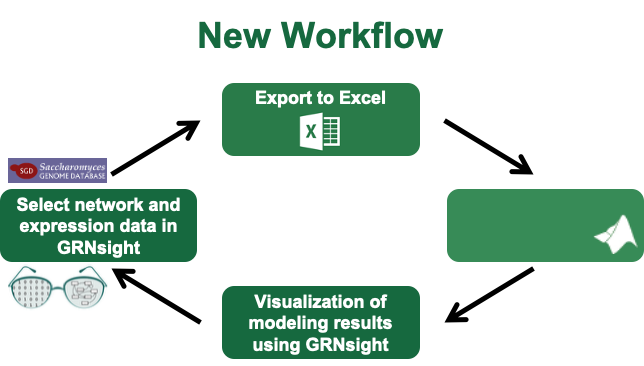 New Workflow
Export to Excel
X
SGD
Saccharomyces
GENOME DATABASE
Select network and
expression data in
GRNsight
Visualization of
modeling results
using GRNsight